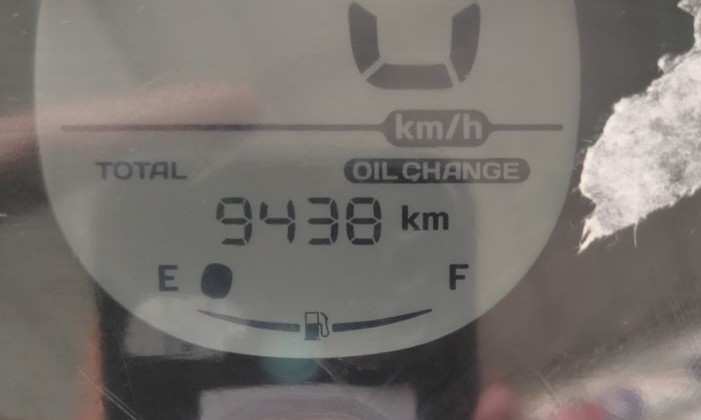 km/h
TOTAL OIL CHANGE
9438 km
E F